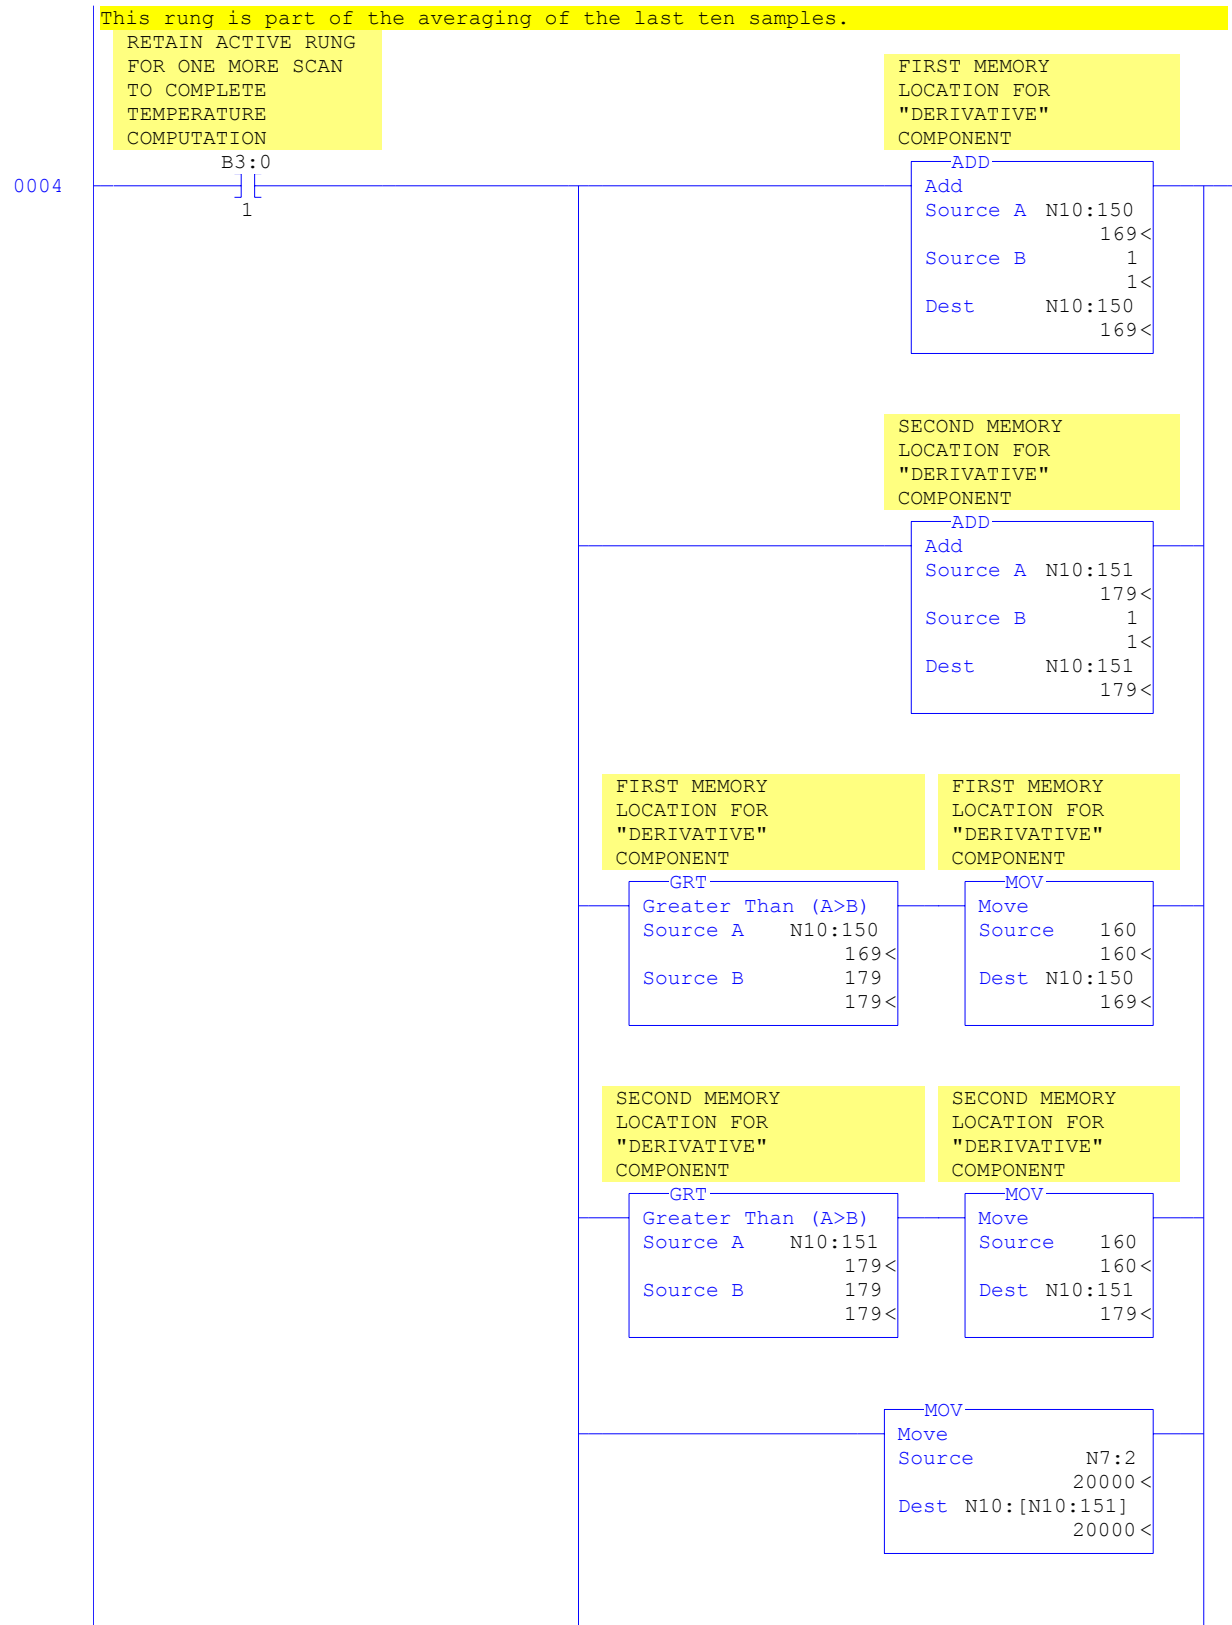 This rung is part of the averaging of the last ten samples.
RETAIN ACTIVE RUNG
FOR ONE MORE SCAN
TO COMPLETE
TEMPERATURE
COMPUTATION
B3:0
1
0004
FIRST MEMORY
LOCATION FOR
"DERIVATIVE"
COMPONENT
ADD
Add
Source A N10:150
169<
Source B 1
1<
Dest N10:150
169<
SECOND MEMORY
LOCATION FOR
"DERIVATIVE"
COMPONENT
ADD
Add
Source A N10:151
179<
Source B 1
1<
Dest N10:151
179<
FIRST MEMORY
LOCATION FOR
"DERIVATIVE"
COMPONENT
GRT
Greater Than (A>B)
Source A N10:150
169<
Source B 179
179<
FIRST MEMORY
LOCATION FOR
"DERIVATIVE"
COMPONENT
MOV
Move
Source 160
160<
Dest N10:150
169<
SECOND MEMORY
LOCATION FOR
"DERIVATIVE"
COMPONENT
GRT
Greater Than (A>B)
Source A N10:151
179<
Source B 179
179<
SECOND MEMORY
LOCATION FOR
"DERIVATIVE"
COMPONENT
MOV
Move
Source 160
160<
Dest N10:151
179<
MOV
Move
Source N7:2
20000<
Dest N10:[N10:151]
20000<